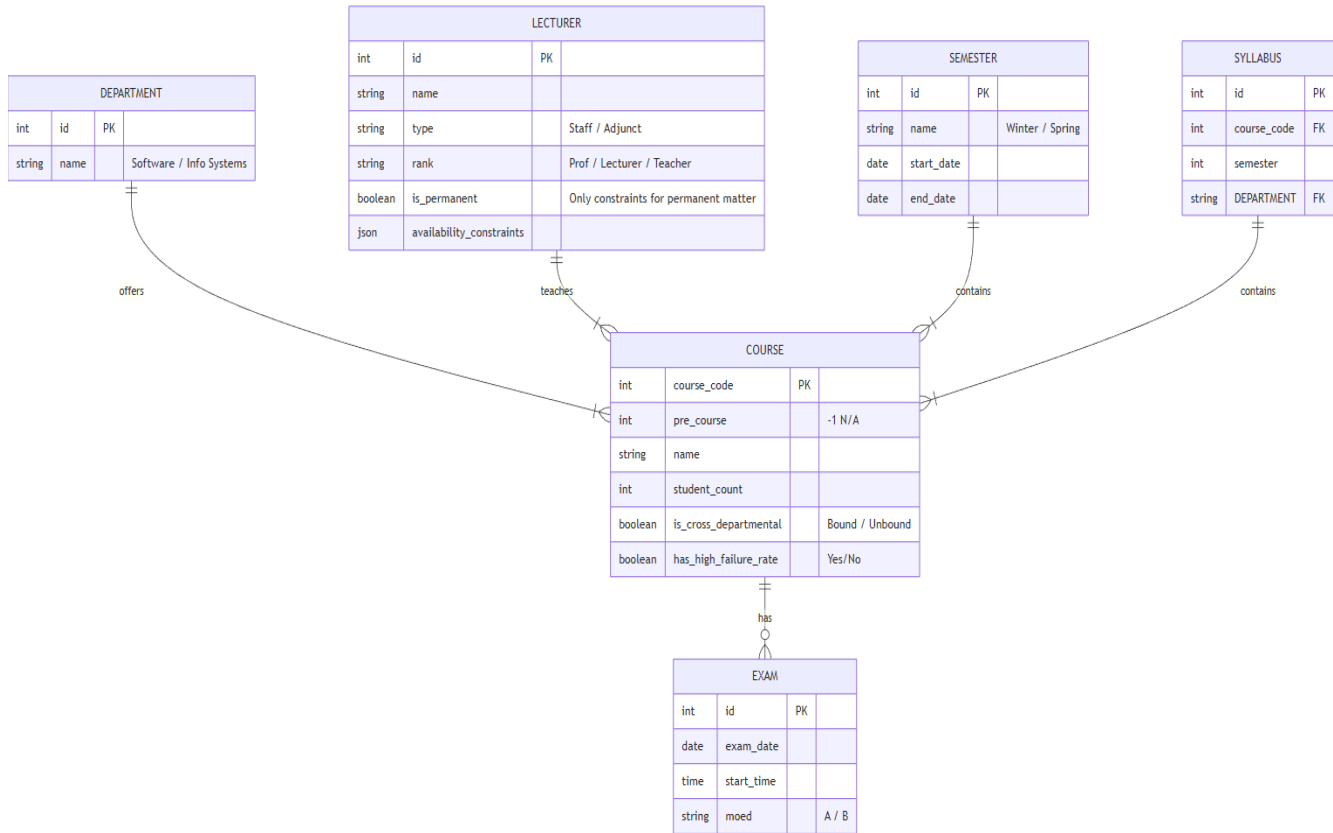 LECTURER
int id PK
string name
string type Staff / Adjunct
string rank Prof / Lecturer / Teacher
boolean is_permanent Only constraints for permanent matter
json availability_constraints
SEMESTER
int id PK
string name Winter / Spring
date start_date
date end_date
SYLLABUS
int id PK
int course_code FK
int semester
string DEPARTMENT FK
DEPARTMENT
int id PK
string name Software / Info Systems
offers
teaches
contains
contains
COURSE
int course_code PK
int pre_course -1 N/A
string name
int student_count
boolean is_cross_departmental Bound / Unbound
boolean has_high_failure_rate Yes/No
has
EXAM
int id PK
date exam_date
time start_time
string moed A / B